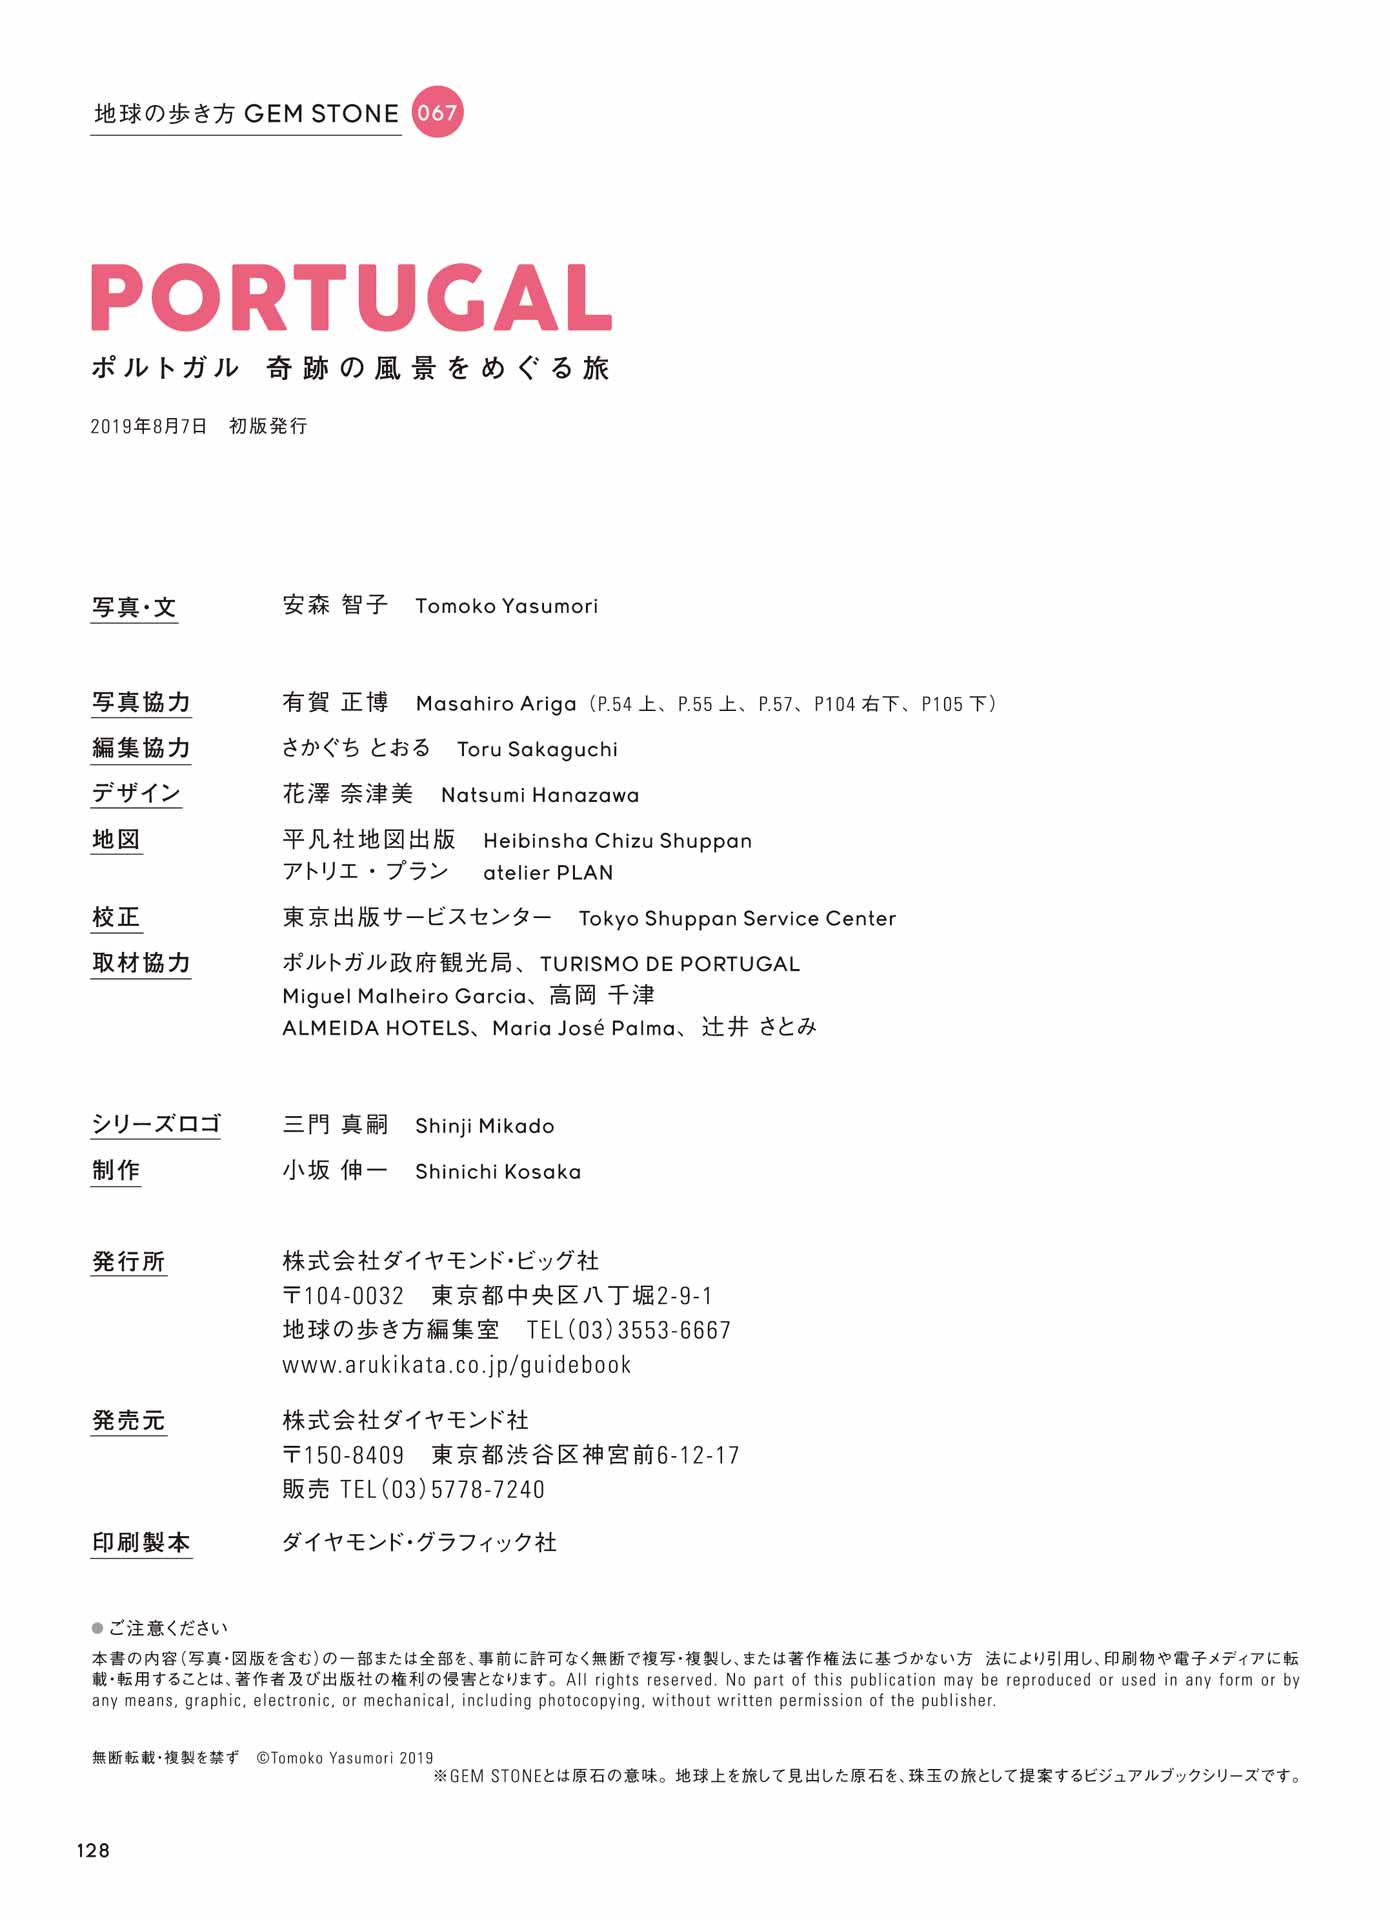 地球の歩き方 GEM STONE 067
PORTUGAL
ポルトガル 奇跡の風景をめぐる旅
2019年8月7日　初版発行
写真・文　安森 智子　Tomoko Yasumori
写真協力　有賀 正博　Masahiro Ariga（P.54 上、P.55 上、P.57、P104 右下、P105 下）
編集協力　さかぐち とおる　Toru Sakaguchi
デザイン　花澤 奈津美　Natsumi Hanazawa
地図　平凡社地図出版　Heibinsha Chizu Shuppan
アトリエ・プラン　atelier PLAN
校正　東京出版サービスセンター　Tokyo Shuppan Service Center
取材協力　ポルトガル政府観光局、TURISMO DE PORTUGAL
Miguel Malheiro Garcia、高岡 千津
ALMEIDA HOTELS、Maria José Palma、辻井 さとみ
シリーズロゴ　三門 真嗣　Shinji Mikado
制作　小坂 伸一　Shinichi Kosaka
発行所　株式会社ダイヤモンド・ビッグ社
〒104-0032　東京都中央区八丁堀2-9-1
地球の歩き方編集室　TEL（03）3553-6667
www.arukikata.co.jp/guidebook
発売元　株式会社ダイヤモンド社
〒150-8409　東京都渋谷区神宮前6-12-17
販売 TEL（03）5778-7240
印刷製本　ダイヤモンド・グラフィック社
●ご注意ください
本書の内容（写真・図版を含む）の一部または全部を、事前に許可なく無断で複写・複製し、または著作権法に基づかない方 法により引用し、印刷物や電子メディアに転
載・転用することは、著作者及び出版社の権利の侵害となります。All rights reserved. No part of this publication may be reproduced or used in any form or by
any means, graphic, electronic, or mechanical, including photocopying, without written permission of the publisher.
無断転載・複製を禁ず　©Tomoko Yasumori 2019
※GEM STONEとは原石の意味。地球上を旅して見出した原石を、珠玉の旅として提案するビジュアルブックシリーズです。
128